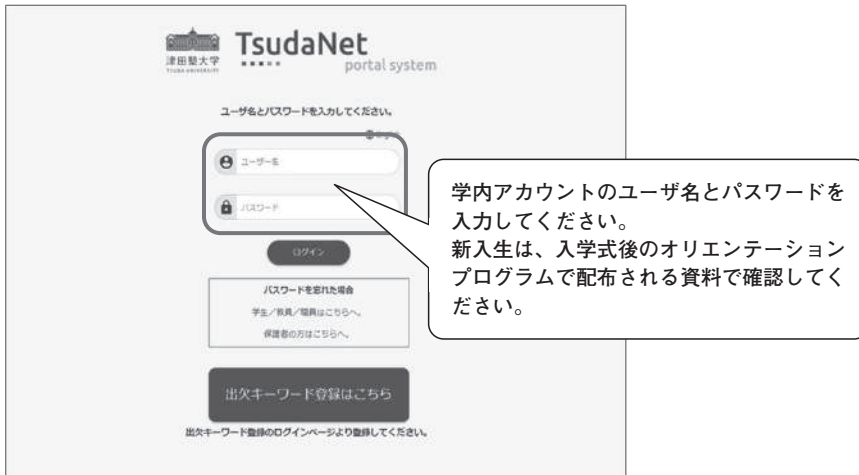 津田塾大学
TSUDA UNIVERSITY
TsudaNet
portal system
ユーザ名とパスワードを入力してください。
ユーザー名
パスワード
ログイン
パスワードを忘れた場合
学生/教員/職員はこちらへ。
保護者の方はこちらへ。
出欠キーワード登録はこちら
出欠キーワード登録のログインページより登録してください。
学内アカウントのユーザ名とパスワードを
入力してください。
新入生は、入学式後のオリエンテーション
プログラムで配布される資料で確認してく
ださい。